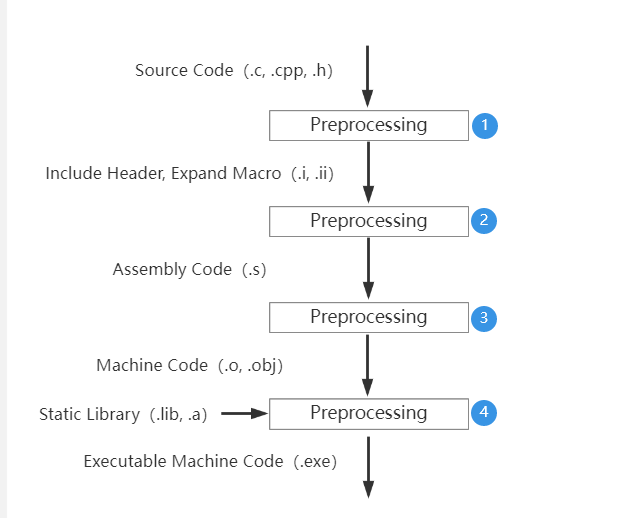 Source Code (.c, .cpp, .h)
Preprocessing 1
Include Header, Expand Macro (.i, .ii)
Preprocessing 2
Assembly Code (.s)
Preprocessing 3
Machine Code (.o, .obj)
Static Library (.lib, .a) Preprocessing 4
Executable Machine Code (.exe)